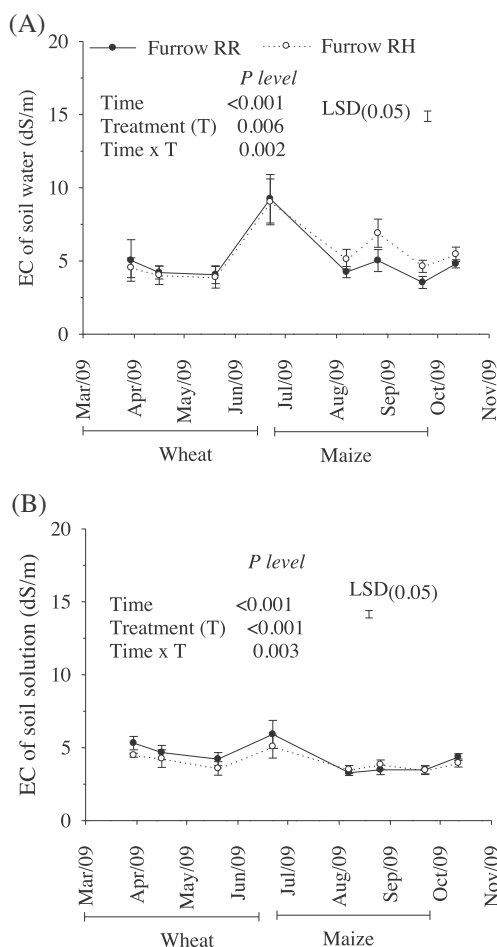 (A)
Furrow RR
Furrow RH
P level
Time <0.001
Treatment (T) 0.006
Time x T 0.002
LSD(0.05)
EC of soil water (dS/m)
20
15
10
5
0
Mar/09
Apr/09
May/09
Jun/09
Jul/09
Aug/09
Sep/09
Oct/09
Nov/09
Wheat
Maize
(B)
P level
Time <0.001
Treatment (T) <0.001
Time x T 0.003
LSD(0.05)
EC of soil solution (dS/m)
20
15
10
5
0
Mar/09
Apr/09
May/09
Jun/09
Jul/09
Aug/09
Sep/09
Oct/09
Nov/09
Wheat
Maize